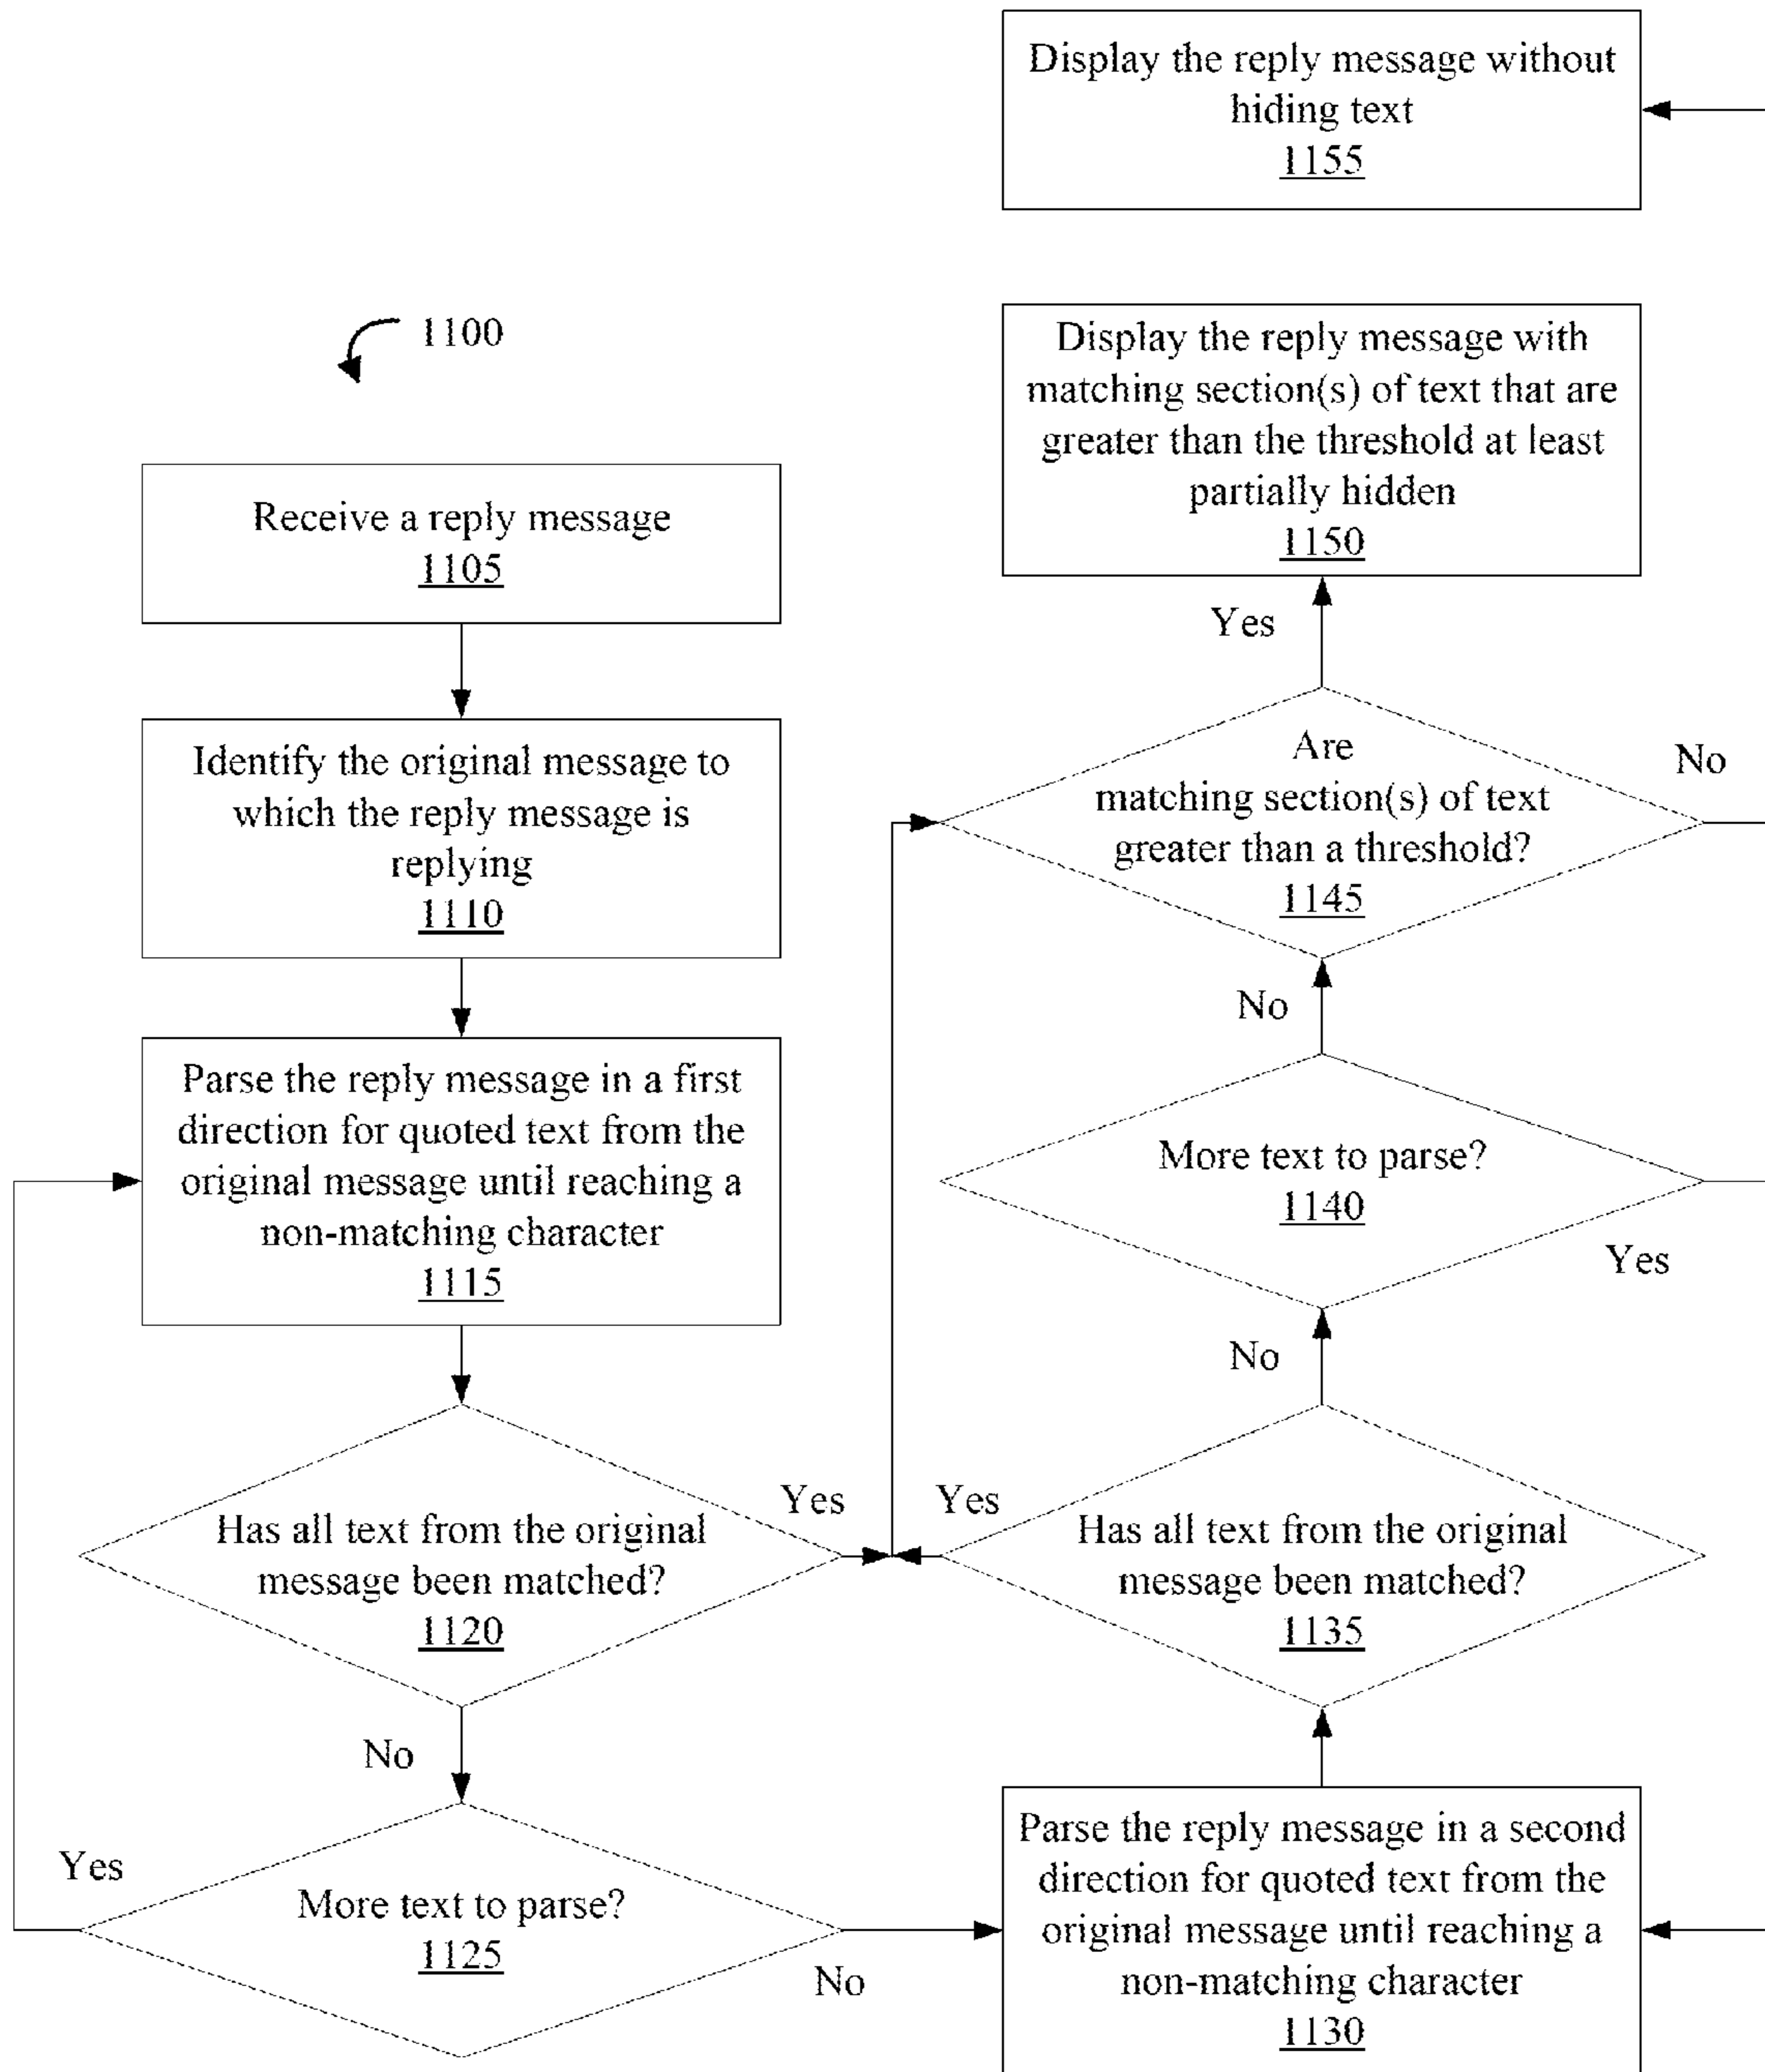 1100
Receive a reply message
1105
Identify the original message to
which the reply message is
replying
1110
Parse the reply message in a first
direction for quoted text from the
original message until reaching a
non-matching character
1115
Has all text from the original
message been matched?
1120
Yes
No
More text to parse?
1125
Yes
No
Parse the reply message in a second
direction for quoted text from the
original message until reaching a
non-matching character
1130
Has all text from the original
message been matched?
1135
Yes
No
More text to parse?
1140
Yes
No
Are
matching section(s) of text
greater than a threshold?
1145
Yes
No
Display the reply message with
matching section(s) of text that are
greater than the threshold at least
partially hidden
1150
Display the reply message without
hiding text
1155